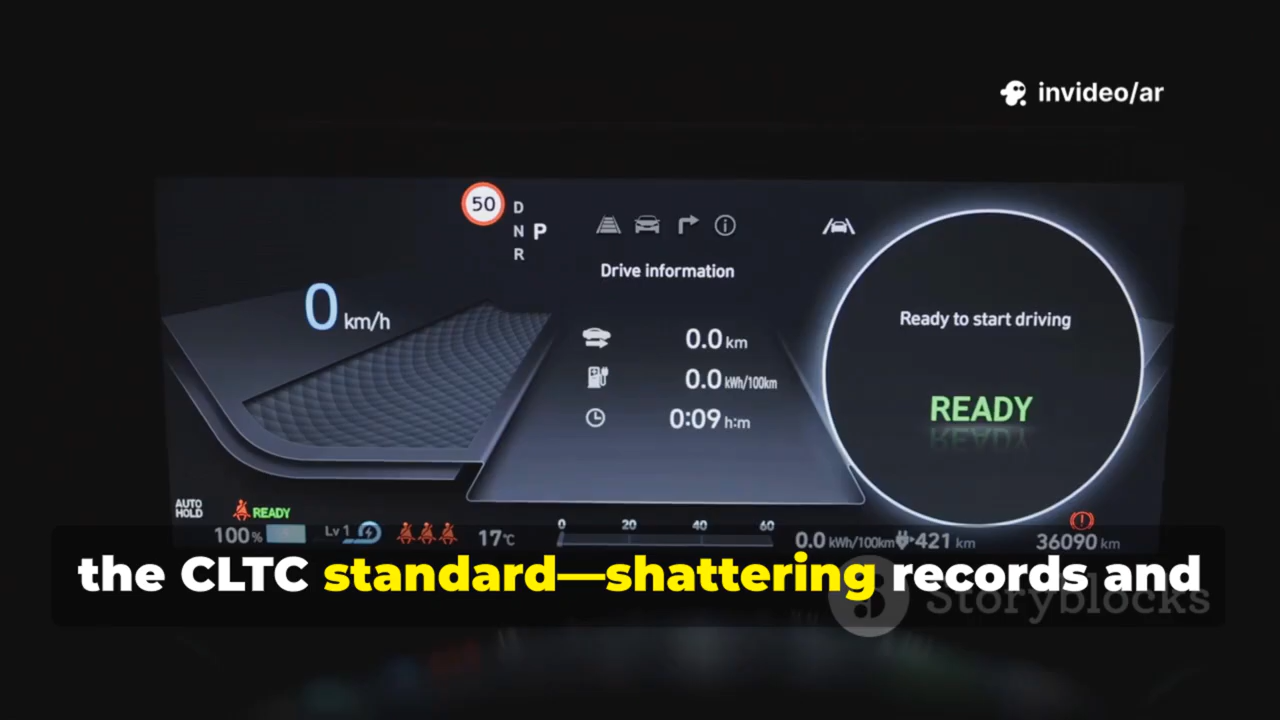 invideo/ar
50
D
N P
R
Drive information
0 km/h
0.0 km
0.0 kWh/100km
0:09 h:m
Ready to start driving
READY
AUTO HOLD
READY
100%
Lv 1
17°C
0 20 40 60
0.0 kWh/100km
421 km
36090 km
the CLTC standard—shattering records and
Storyblocks